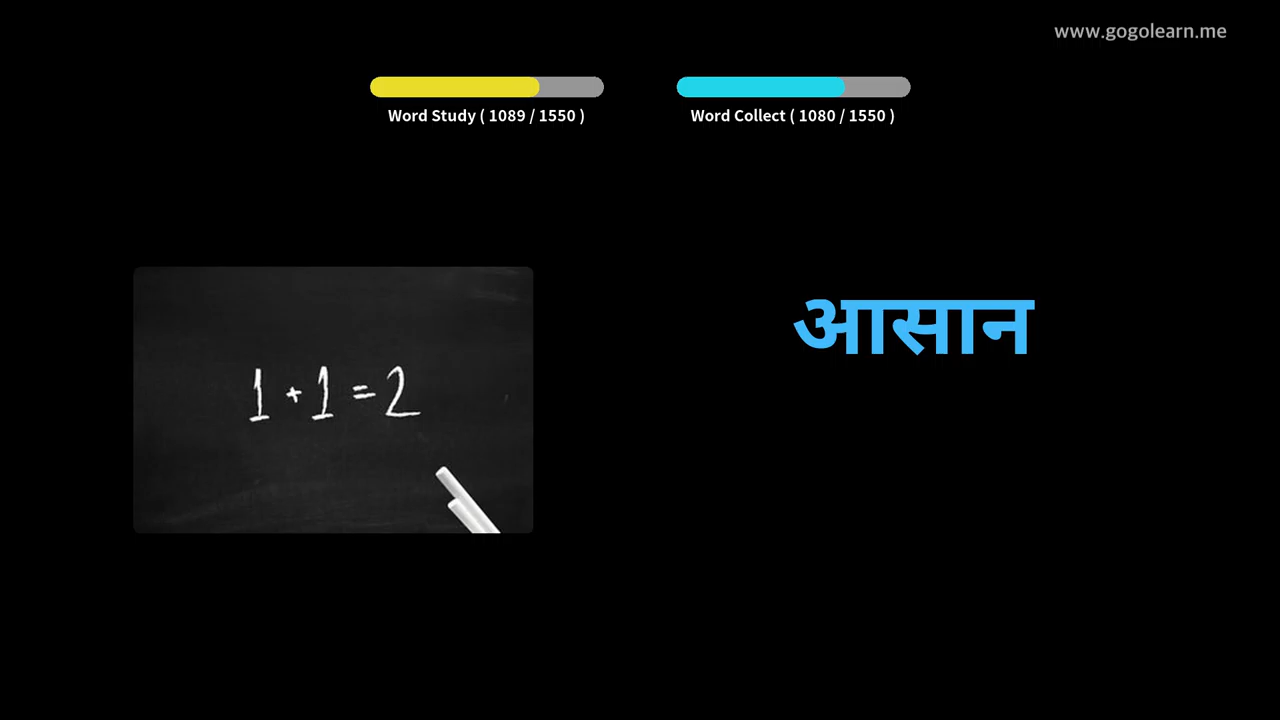 www.gogolearn.me
Word Study ( 1089 / 1550 )
Word Collect ( 1080 / 1550 )
आसान
1 + 1 = 2